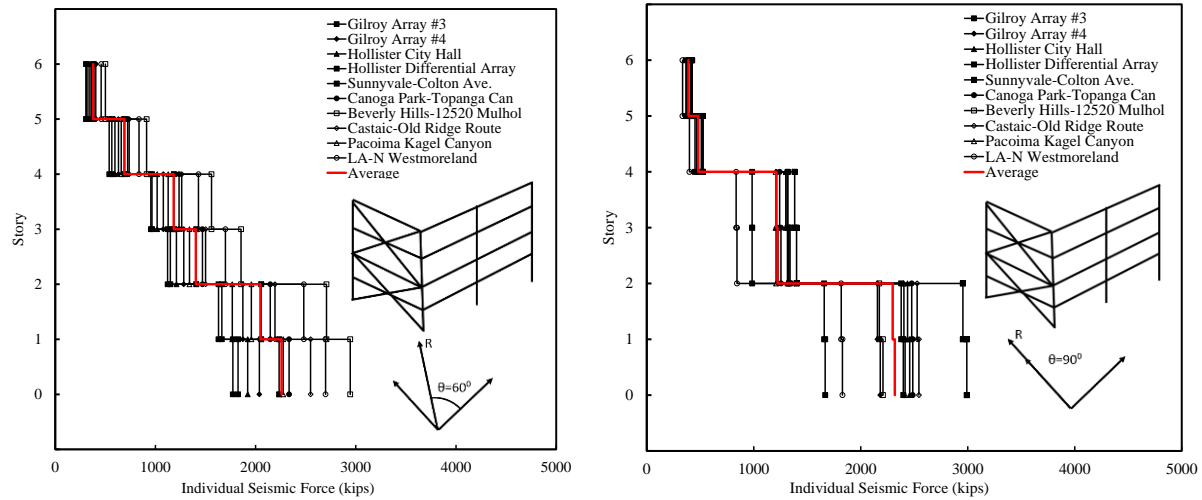 Gilroy Array #3
Gilroy Array #4
Hollister City Hall
Hollister Differential Array
Sunnyvale-Colton Ave.
Canoga Park-Topanga Can
Beverly Hills-12520 Mulhol
Castaic-Old Ridge Route
Pacoima Kagel Canyon
LA-N Westmoreland
Average
6
5
4
3
2
1
0
Story
R
θ=60⁰
0 1000 2000 3000 4000 5000
Individual Seismic Force (kips)
Gilroy Array #3
Gilroy Array #4
Hollister City Hall
Hollister Differential Array
Sunnyvale-Colton Ave.
Canoga Park-Topanga Can
Beverly Hills-12520 Mulhol
Castaic-Old Ridge Route
Pacoima Kagel Canyon
LA-N Westmoreland
Average
6
5
4
3
2
1
0
Story
R
θ=90⁰
0 1000 2000 3000 4000 5000
Individual Seismic Force (kips)